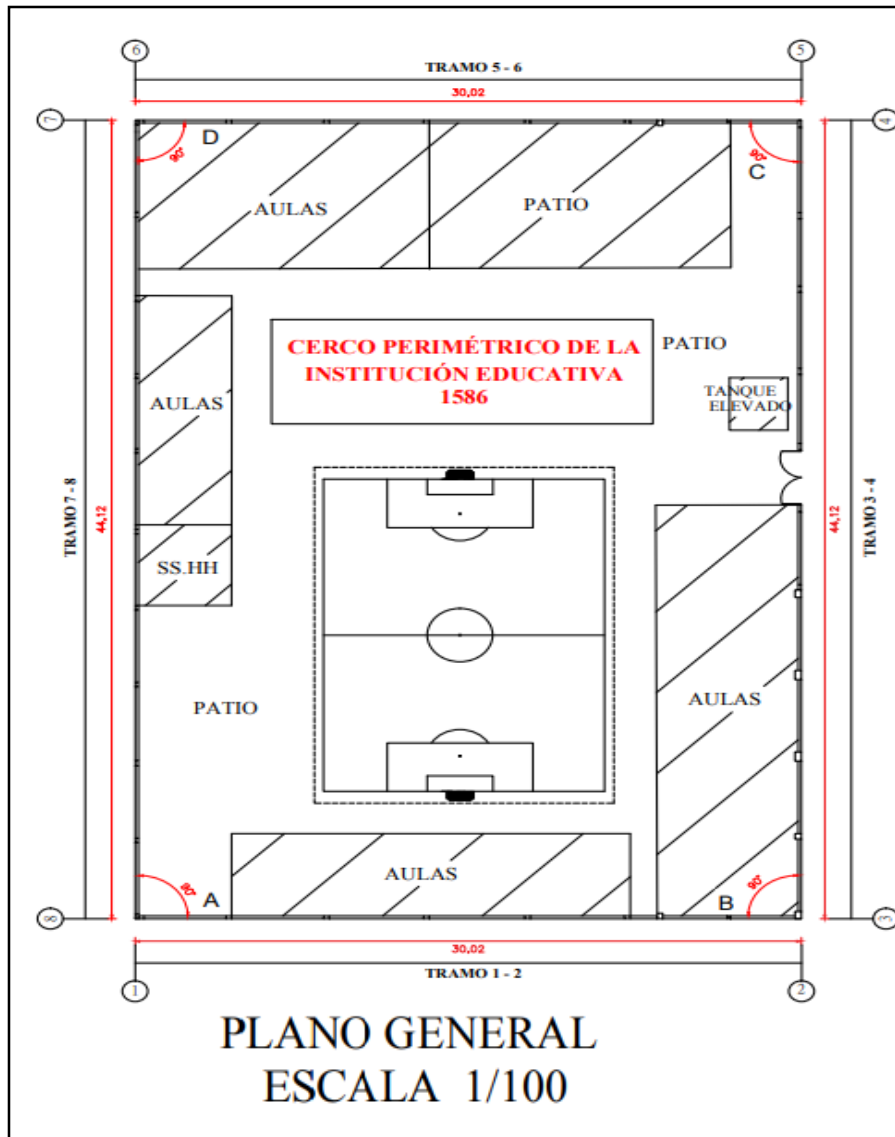 6
5
TRAMO 5 - 6
30,02
7
4
D
90°
C
90°
AULAS
PATIO
CERCO PERIMÉTRICO DE LA
INSTITUCIÓN EDUCATIVA
1586
PATIO
TANQUE
ELEVADO
AULAS
TRAMO 7 - 8
44,12
44,12
TRAMO 3 - 4
SS.HH
PATIO
AULAS
AULAS
90°
A
B
90°
8
3
30,02
TRAMO 1 - 2
1
2
PLANO GENERAL
ESCALA 1/100